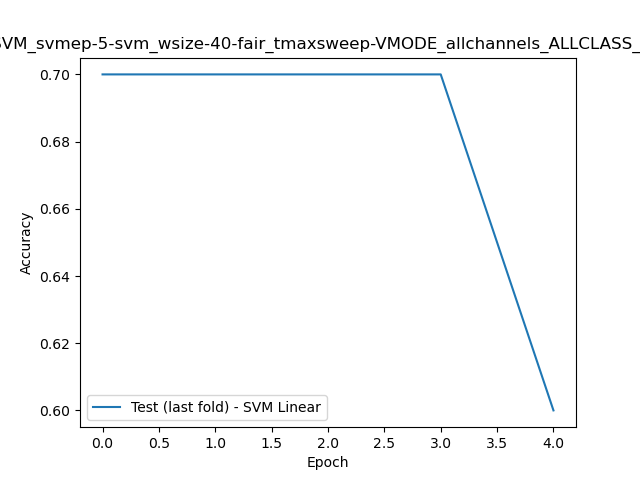 SVM_svmep-5-svm_wsize-40-fair_tmaxsweep-VMODE_allchannels_ALLCLASS_
0.70
0.68
0.66
0.64
0.62
0.60
Accuracy
Test (last fold) - SVM Linear
0.0 0.5 1.0 1.5 2.0 2.5 3.0 3.5 4.0
Epoch